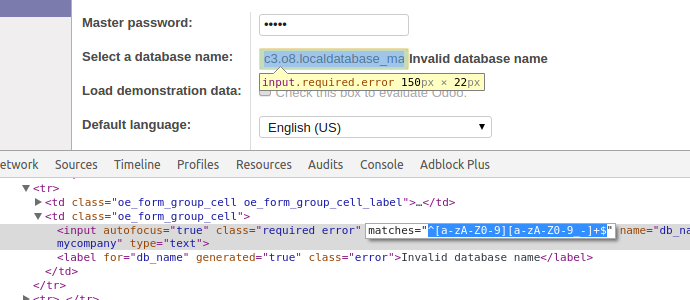 Master password: •••••
Select a database name: c3.o8.localdatabase_ma Invalid database name
input.required.error 150px × 22px
Load demonstration data: Check this box to evaluate Odoo.
Default language: English (US)
etwork Sources Timeline Profiles Resources Audits Console Adblock Plus
▼<tr>
▶<td class="oe_form_group_cell oe_form_group_cell_label">…</td>
▼<td class="oe_form_group_cell">
<input autofocus="true" class="required error" matches="^[a-zA-Z0-9][a-zA-Z0-9_-]+$" name="db_na
mycompany" type="text">
<label for="db_name" generated="true" class="error">Invalid database name</label>
</td>
</tr>
▶<tr>…</tr>